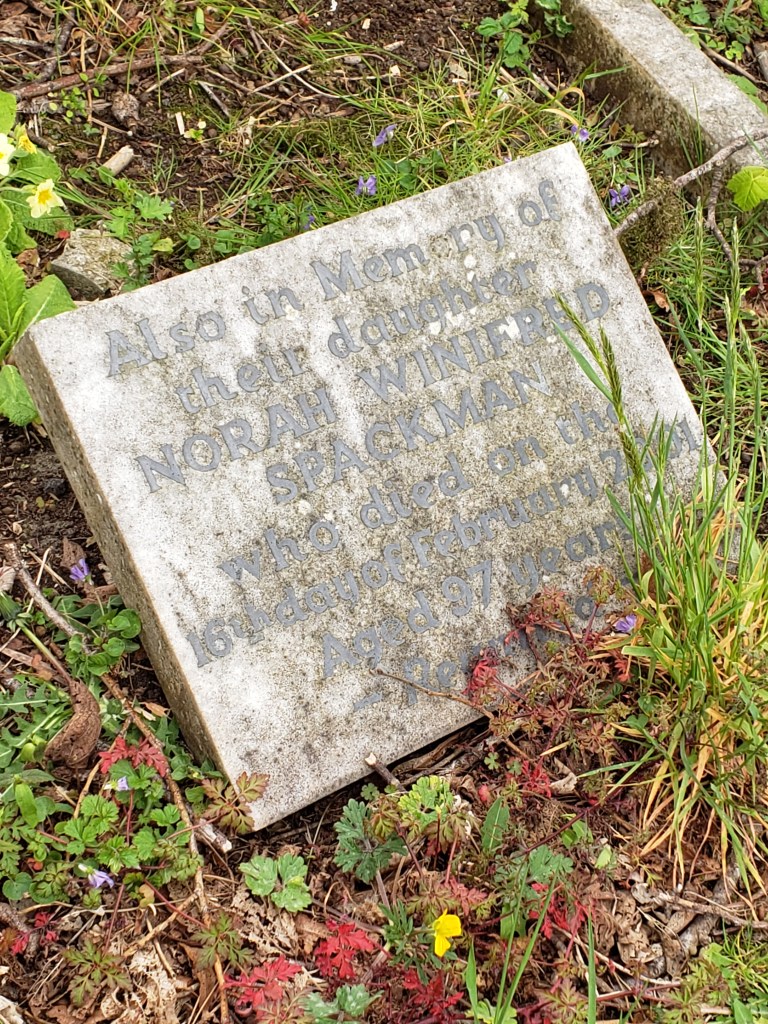 Also in Memory of
their daughter
NORAH WINIFRED
SPACKMAN
who died on the
16th day of February 2001
Aged 97 years